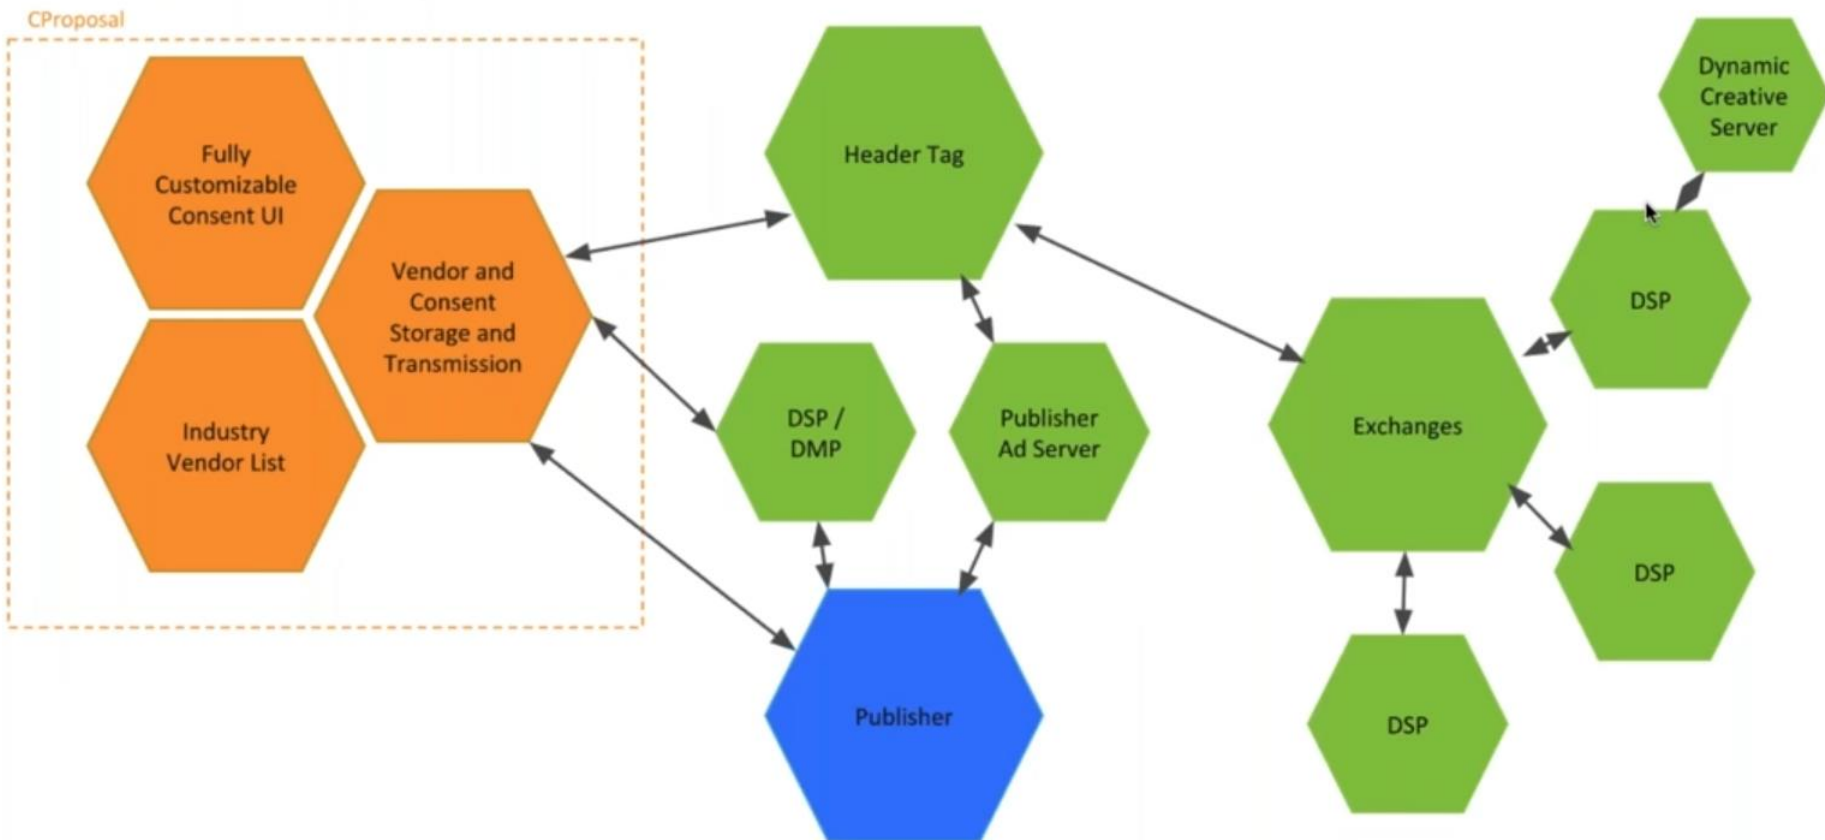 CProposal
Fully
Customizable
Consent UI
Vendor and
Consent
Storage and
Transmission
Industry
Vendor List
Header Tag
DSP /
DMP
Publisher
Ad Server
Publisher
Exchanges
Dynamic
Creative
Server
DSP
DSP
DSP